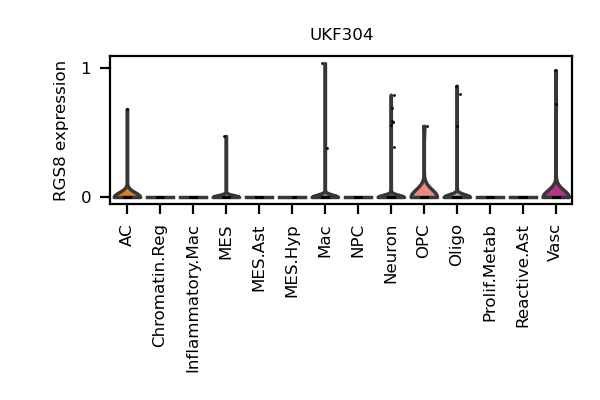 UKF304
RGS8 expression
1
0
AC
Chromatin.Reg
Inflammatory.Mac
MES
MES.Ast
MES.Hyp
Mac
NPC
Neuron
OPC
Oligo
Prolif.Metab
Reactive.Ast
Vasc